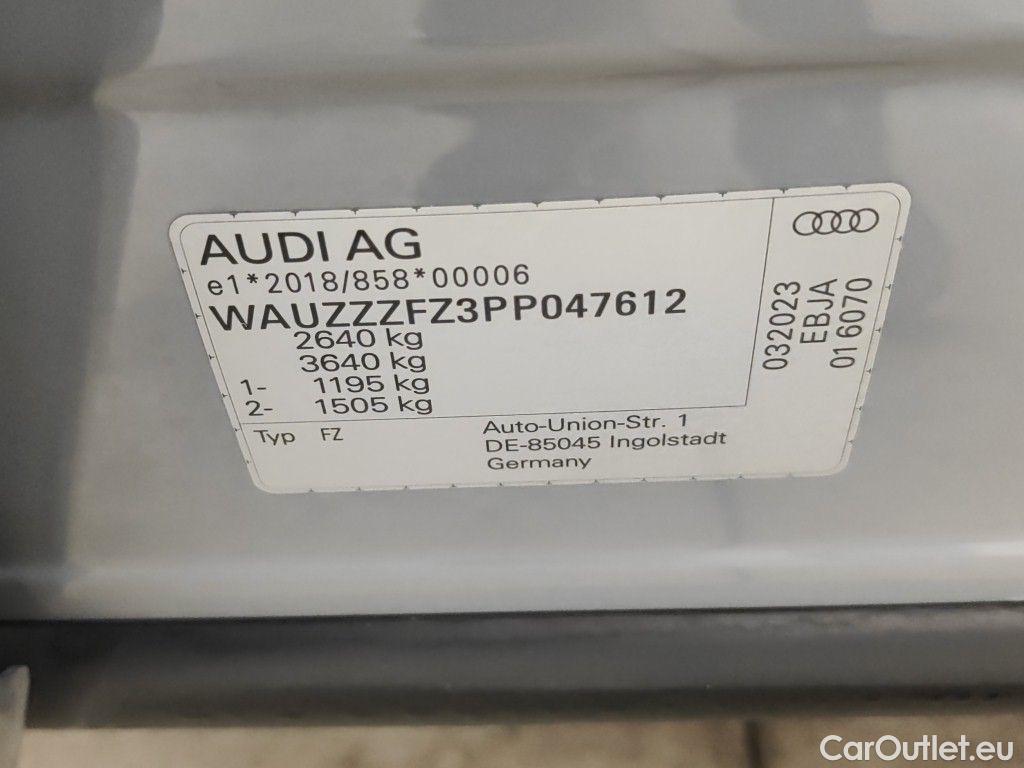 AUDI AG
e1*2018/858*00006
WAUZZZFZ3PP047612
2640 kg
3640 kg
1- 1195 kg
2- 1505 kg
Typ FZ
Auto-Union-Str. 1
DE-85045 Ingolstadt
Germany
032023
EBJA
016070
CarOutlet.eu